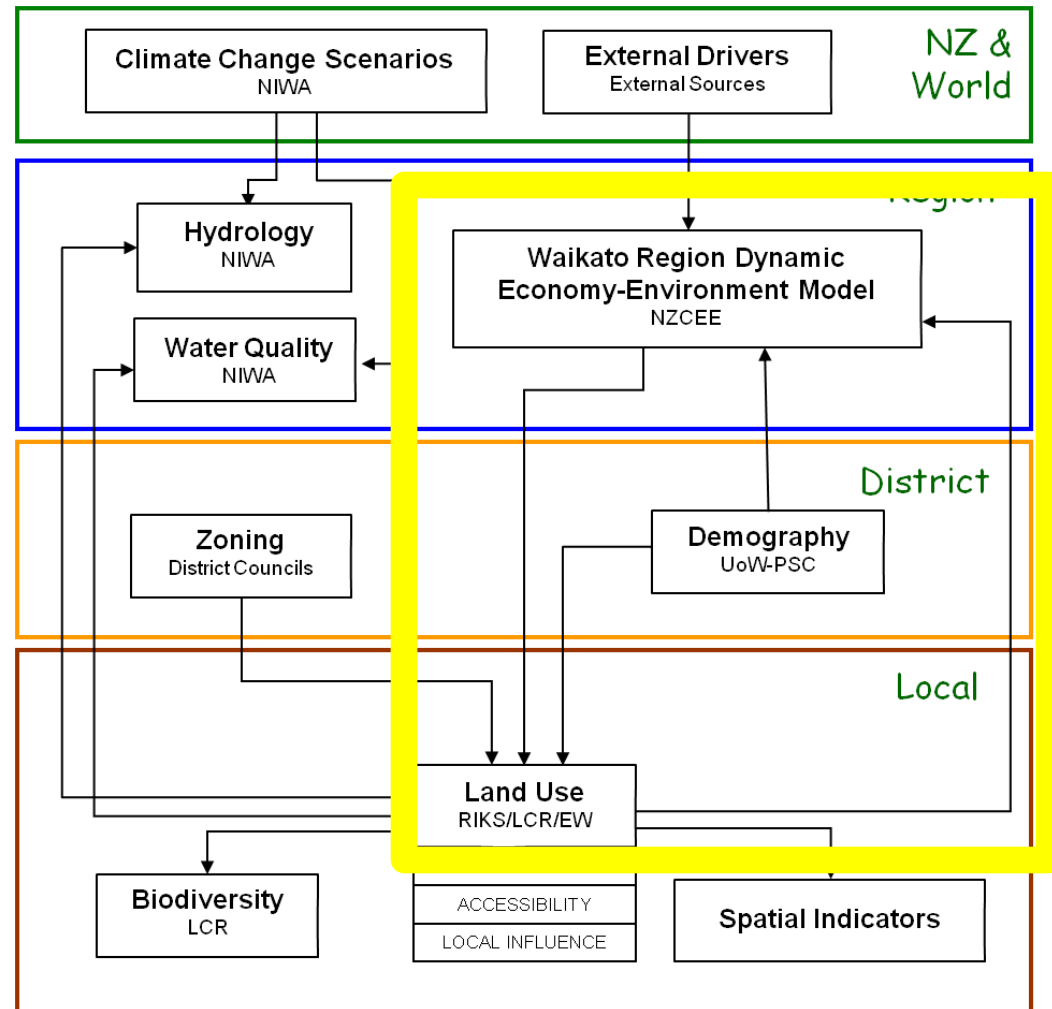 Climate Change Scenarios
NIWA
External Drivers
External Sources
NZ &
World
Region
Hydrology
NIWA
Waikato Region Dynamic
Economy-Environment Model
NZCEE
Water Quality
NIWA
District
Zoning
District Councils
Demography
UoW-PSC
Local
Land Use
RIKS/LCR/EW
Biodiversity
LCR
ACCESSIBILITY
LOCAL INFLUENCE
Spatial Indicators